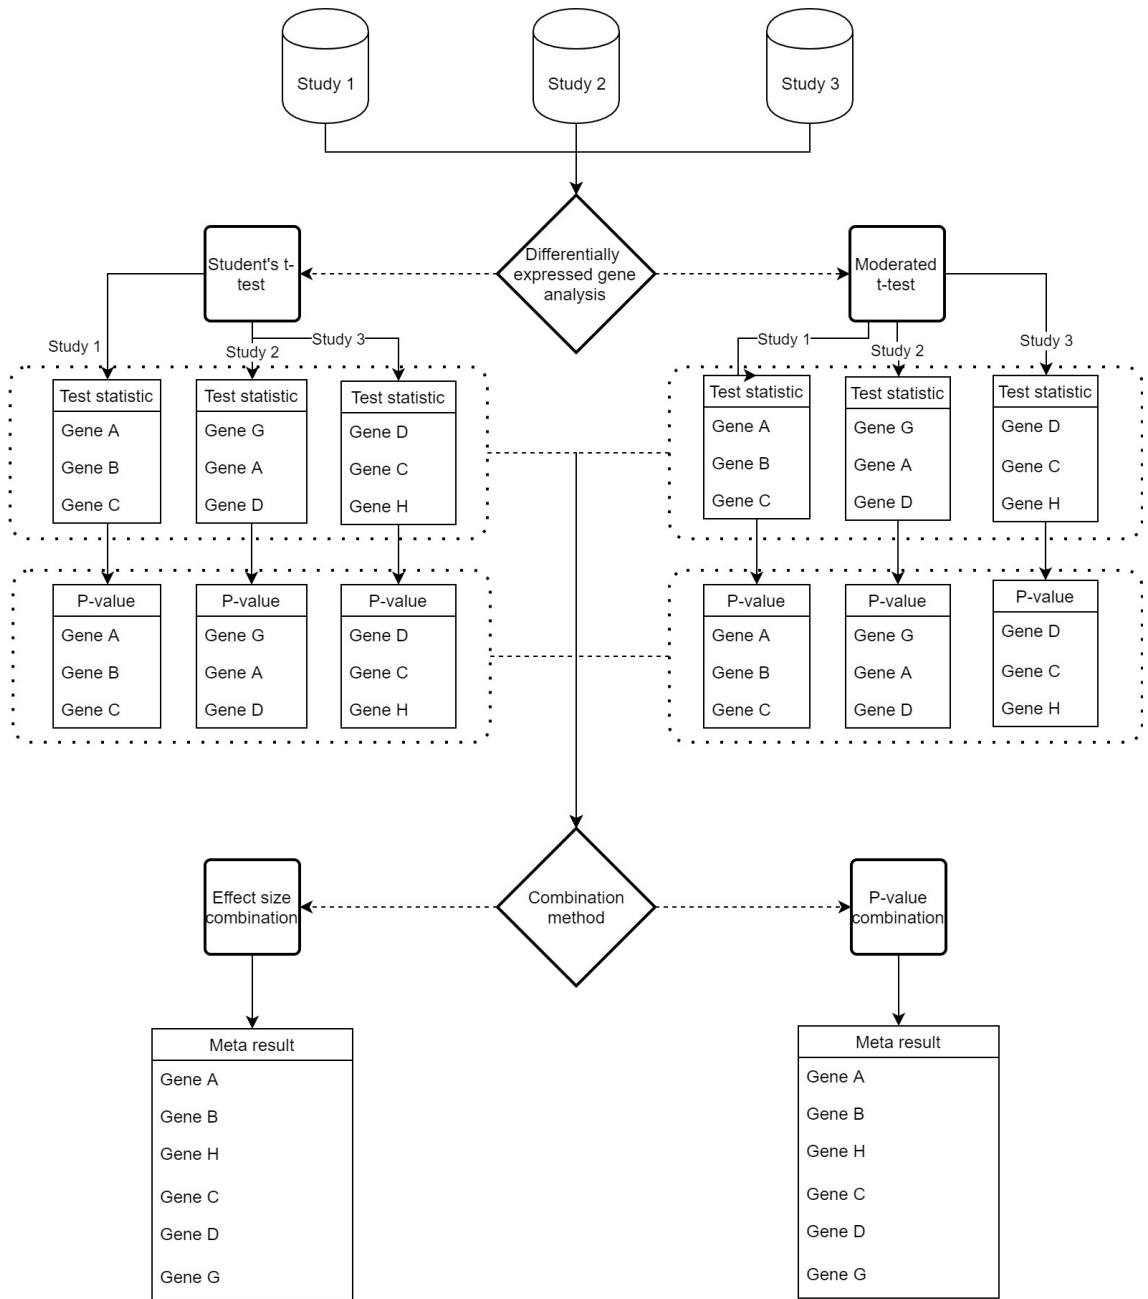 Study 1
Study 2
Study 3
Differentially
expressed gene
analysis
Student's t-
test
Moderated
t-test
Study 1
Study 2
Study 3
Study 1
Study 2
Study 3
Test statistic
Gene A
Gene B
Gene C
Test statistic
Gene G
Gene A
Gene D
Test statistic
Gene D
Gene C
Gene H
Test statistic
Gene A
Gene B
Gene C
Test statistic
Gene G
Gene A
Gene D
Test statistic
Gene D
Gene C
Gene H
P-value
Gene A
Gene B
Gene C
P-value
Gene G
Gene A
Gene D
P-value
Gene D
Gene C
Gene H
P-value
Gene A
Gene B
Gene C
P-value
Gene G
Gene A
Gene D
P-value
Gene D
Gene C
Gene H
Effect size
combination
Combination
method
P-value
combination
Meta result
Gene A
Gene B
Gene H
Gene C
Gene D
Gene G
Meta result
Gene A
Gene B
Gene H
Gene C
Gene D
Gene G